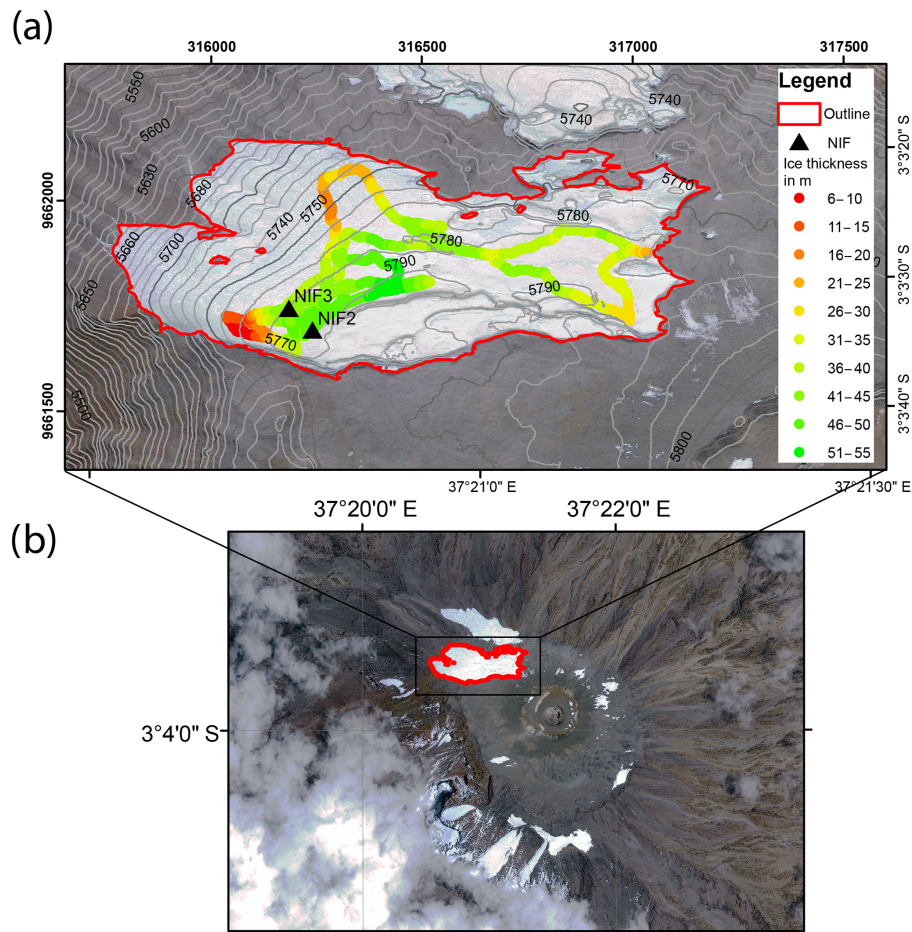 (a)
316000 316500 317000 317500
Legend
Outline
NIF
Ice thickness
in m
6–10
11–15
16–20
21–25
26–30
31–35
36–40
41–45
46–50
51–55
9662000
9661500
3°3'20" S
3°3'30" S
3°3'40" S
5550
5600
5630
5680
5740
5750
5740
5740
5770
5780
5780
5660
5700
5790
5790
5650
NIF3
NIF2
5770
5500
5800
37°21'0" E 37°21'30" E
37°20'0" E 37°22'0" E
(b)
3°4'0" S